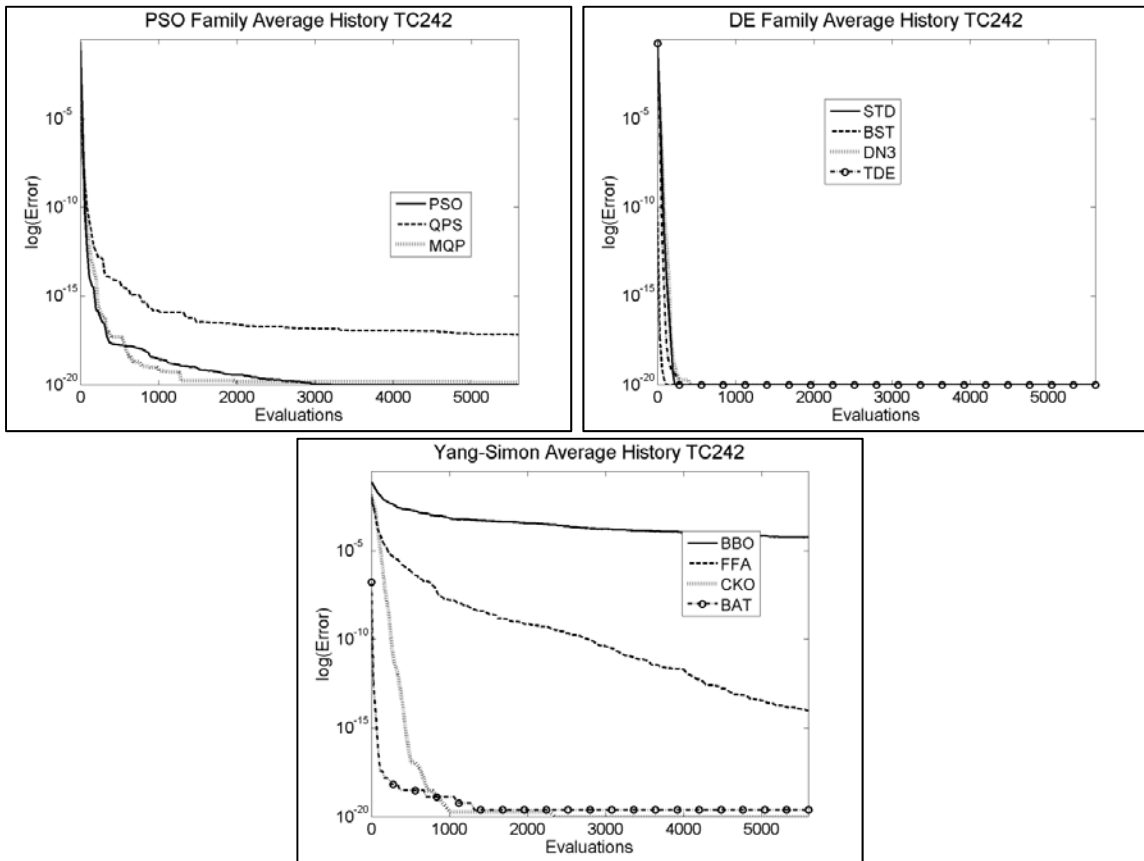 PSO Family Average History TC242
log(Error)
10^-5
10^-10
10^-15
10^-20
PSO
QPS
MQP
0 1000 2000 3000 4000 5000
Evaluations
DE Family Average History TC242
log(Error)
10^-5
10^-10
10^-15
10^-20
STD
BST
DN3
TDE
0 1000 2000 3000 4000 5000
Evaluations
Yang-Simon Average History TC242
log(Error)
10^-5
10^-10
10^-15
10^-20
BBO
FFA
CKO
BAT
0 1000 2000 3000 4000 5000
Evaluations